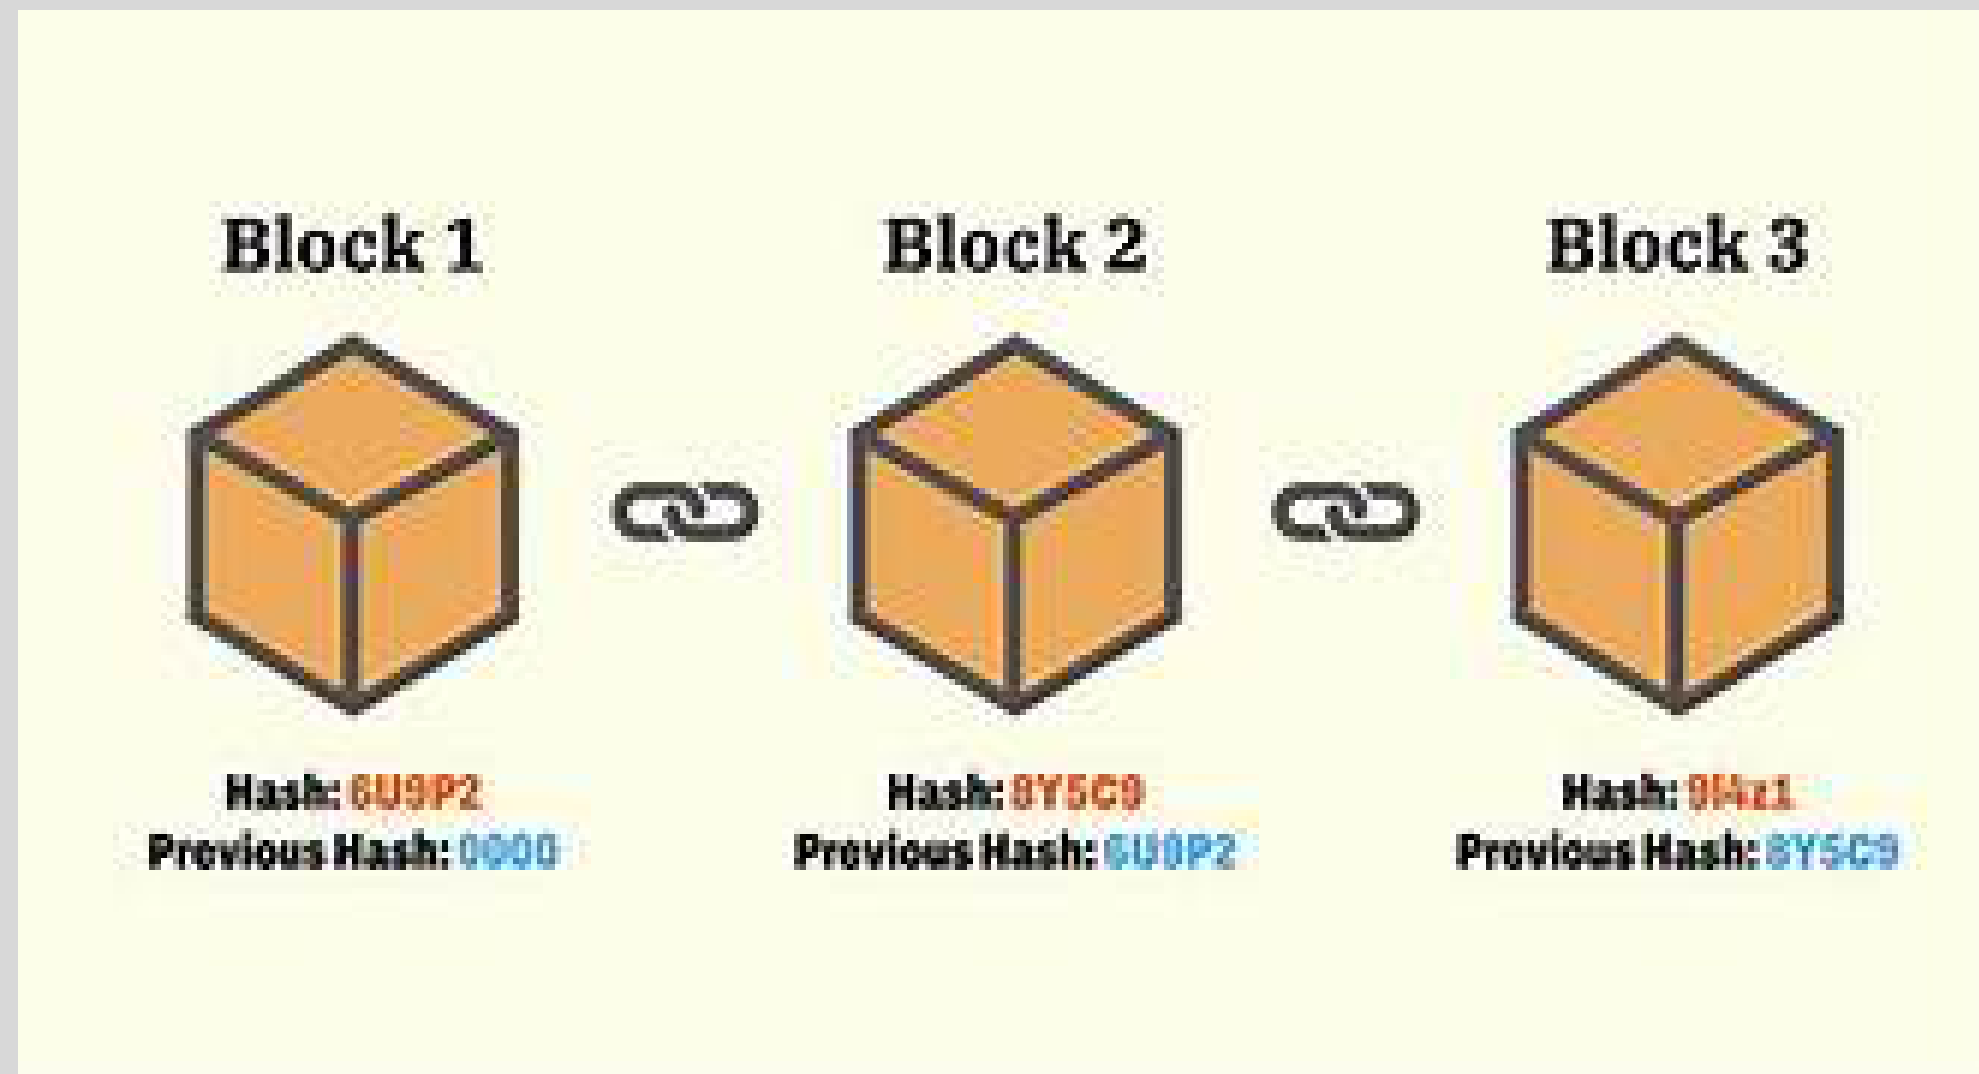 Block 1
Block 2
Block 3
Hash: 6U9P2
Previous Hash: 0000
Hash: 8Y5C9
Previous Hash: 6U9P2
Hash:
Previous Hash: 8Y5C9